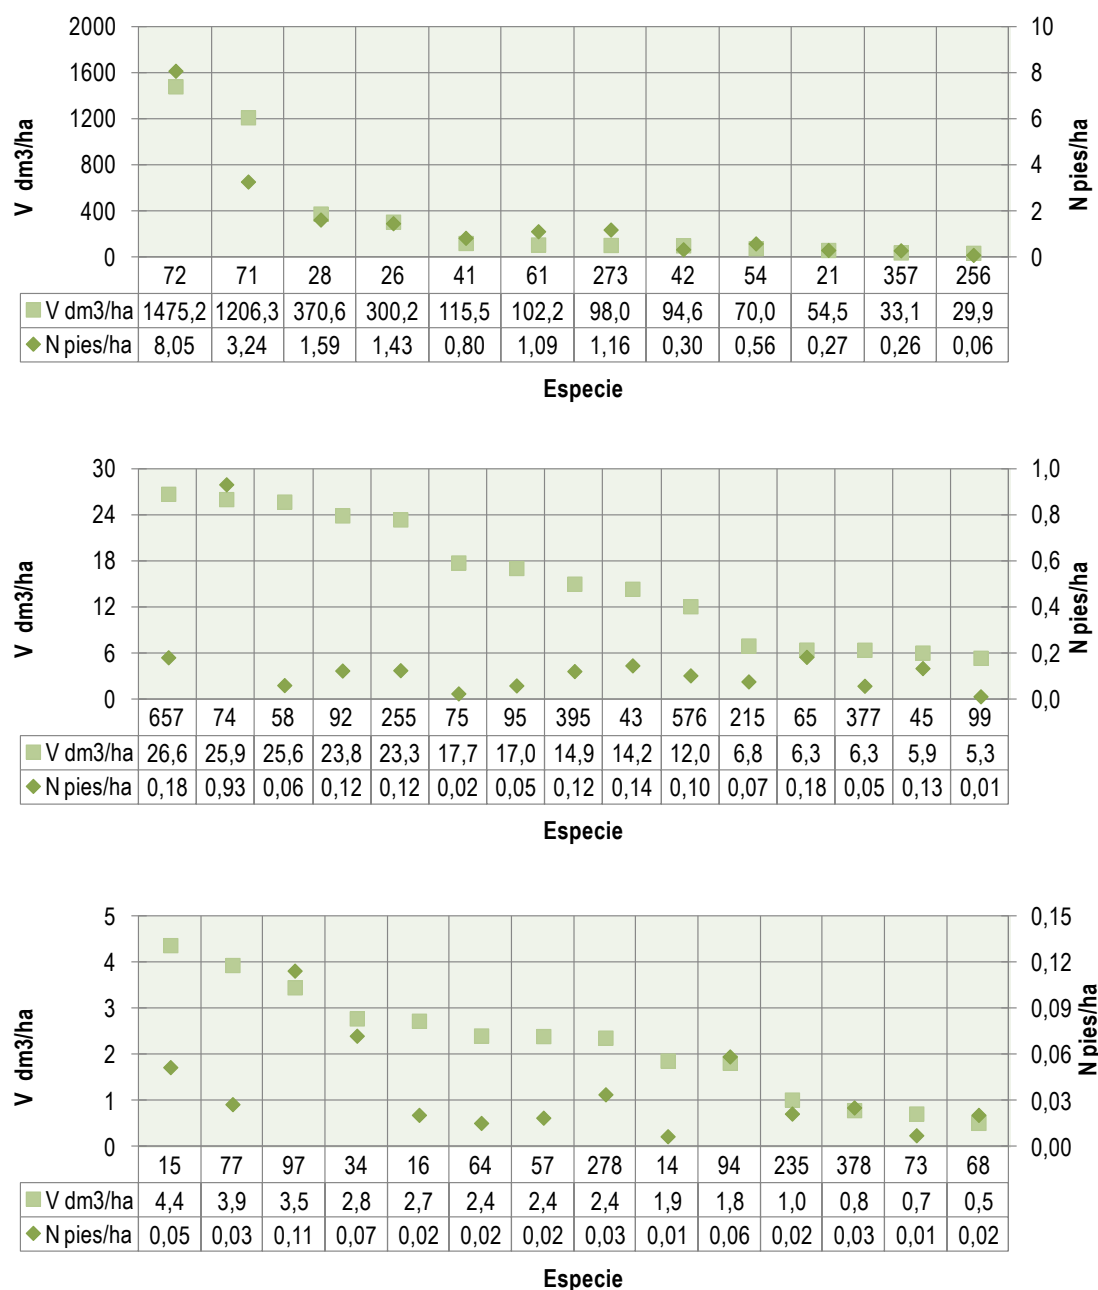 2000 10
1600 8
1200 6
800 4
400 2
0 0
V dm3/ha
N pies/ha
72 71 28 26 41 61 273 42 54 21 357 256
V dm3/ha 1475,2 1206,3 370,6 300,2 115,5 102,2 98,0 94,6 70,0 54,5 33,1 29,9
N pies/ha 8,05 3,24 1,59 1,43 0,80 1,09 1,16 0,30 0,56 0,27 0,26 0,06
Especie
30 1,0
24 0,8
18 0,6
12 0,4
6 0,2
0 0,0
V dm3/ha
N pies/ha
657 74 58 92 255 75 95 395 43 576 215 65 377 45 99
V dm3/ha 26,6 25,9 25,6 23,8 23,3 17,7 17,0 14,9 14,2 12,0 6,8 6,3 6,3 5,9 5,3
N pies/ha 0,18 0,93 0,06 0,12 0,12 0,02 0,05 0,12 0,14 0,10 0,07 0,18 0,05 0,13 0,01
Especie
5 0,15
4 0,12
3 0,09
2 0,06
1 0,03
0 0,00
V dm3/ha
N pies/ha
15 77 97 34 16 64 57 278 14 94 235 378 73 68
V dm3/ha 4,4 3,9 3,5 2,8 2,7 2,4 2,4 2,4 1,9 1,8 1,0 0,8 0,7 0,5
N pies/ha 0,05 0,03 0,11 0,07 0,02 0,02 0,02 0,03 0,01 0,06 0,02 0,03 0,01 0,02
Especie